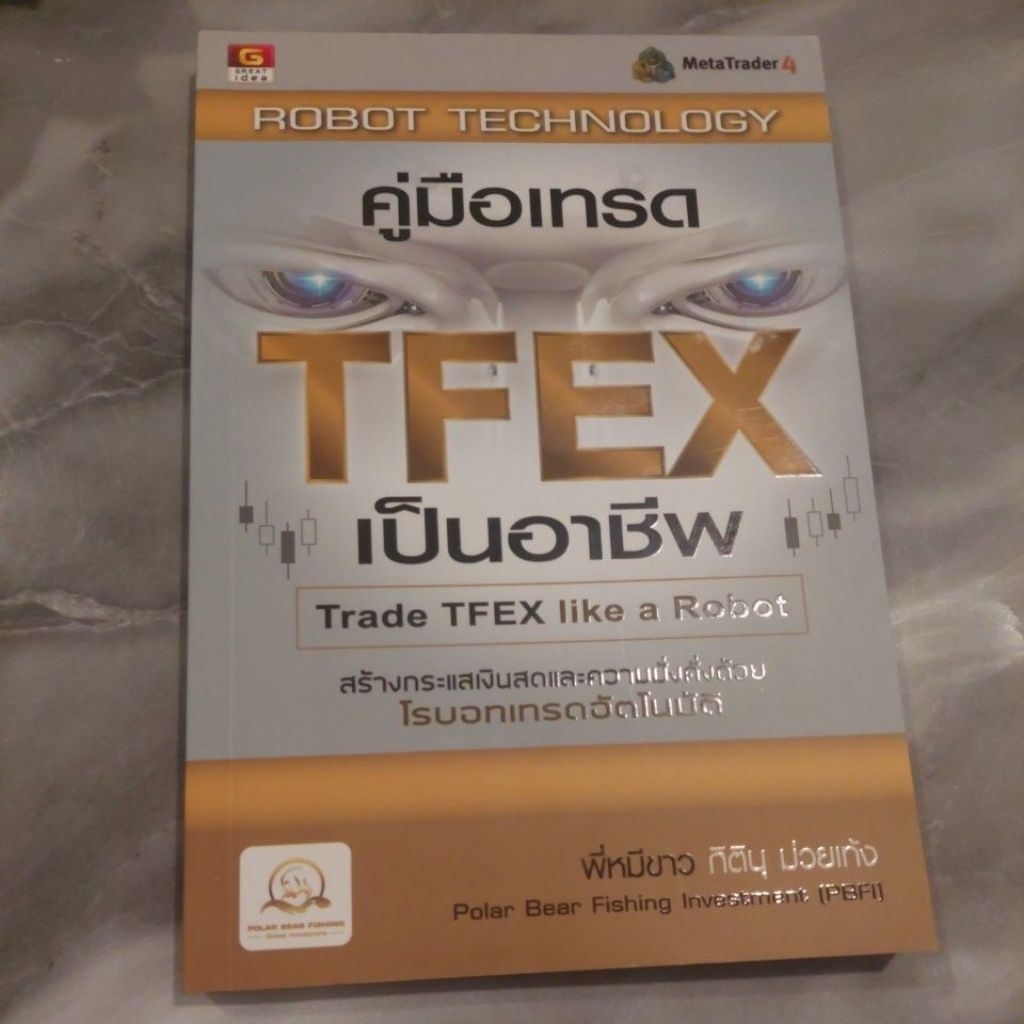 G
GREAT
idea
MetaTrader 4
ROBOT TECHNOLOGY
คู่มือเทรด
TFEX
เป็นอาชีพ
Trade TFEX like a Robot
สร้างกระแสเงินสดและความมั่งคั่งด้วย
โรบอทเทรดอัตโนมัติ
พี่หมีขาว กิตินุ ม่วยแท้ง
Polar Bear Fishing Investment (PBFI)
POLAR BEAR FISHING
Global Investment